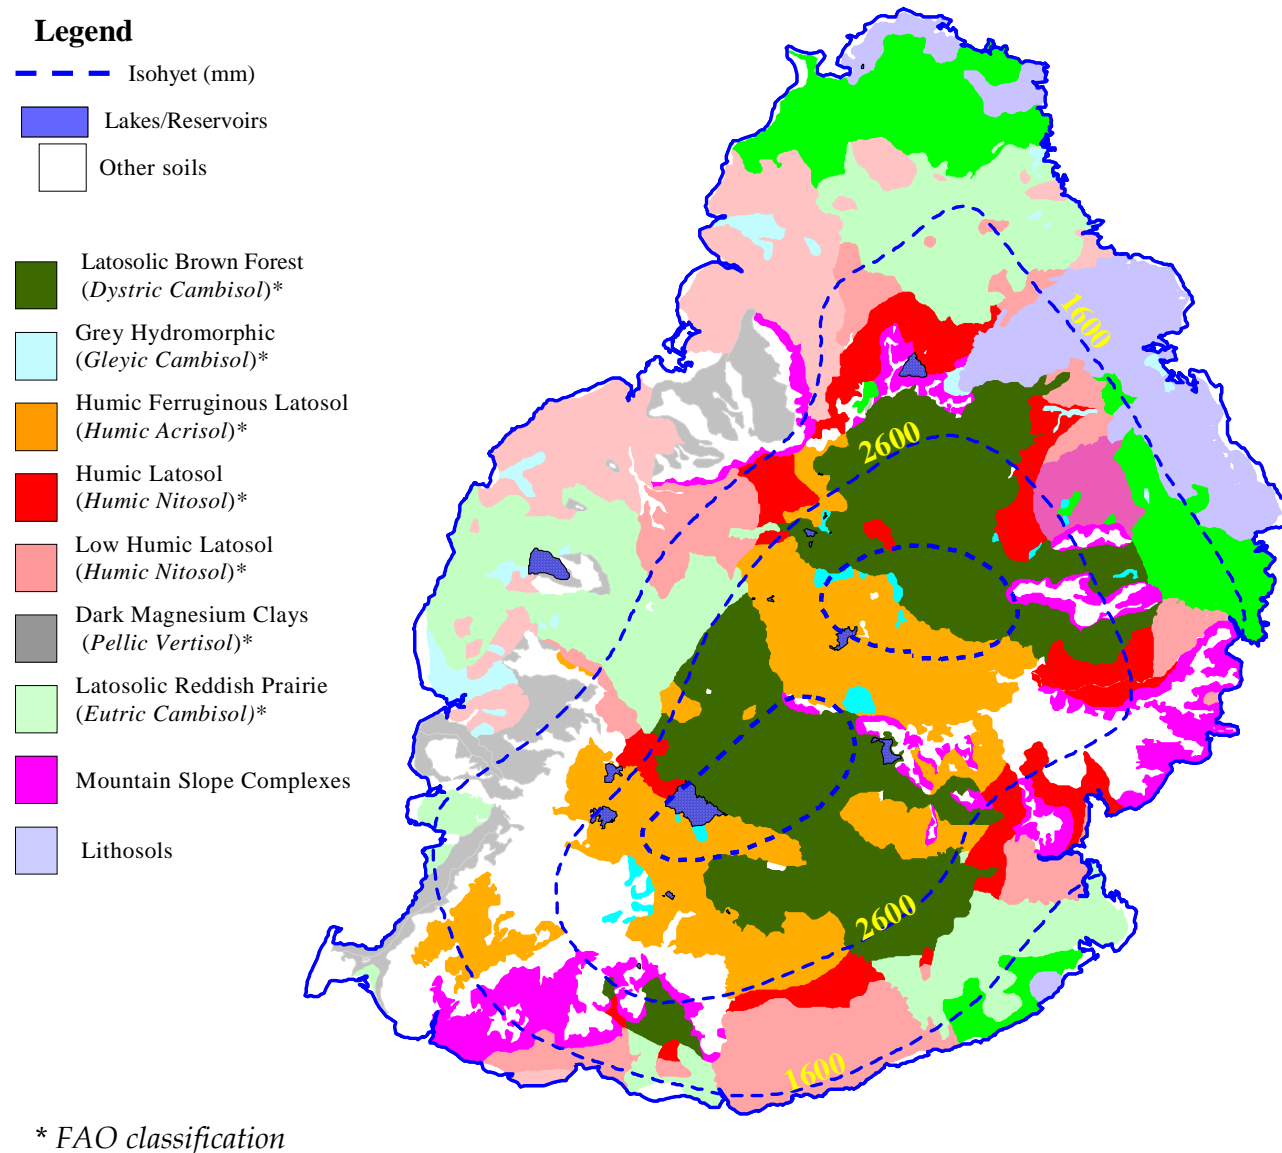 Legend
Isohyet (mm)
Lakes/Reservoirs
Other soils
Latosolic Brown Forest
(Dystric Cambisol)*
Grey Hydromorphic
(Gleyic Cambisol)*
Humic Ferruginous Latosol
(Humic Acrisol)*
Humic Latosol
(Humic Nitosol)*
Low Humic Latosol
(Humic Nitosol)*
Dark Magnesium Clays
(Pellic Vertisol)*
Latosolic Reddish Prairie
(Eutric Cambisol)*
Mountain Slope Complexes
Lithosols
1600
2600
2600
1600
* FAO classification